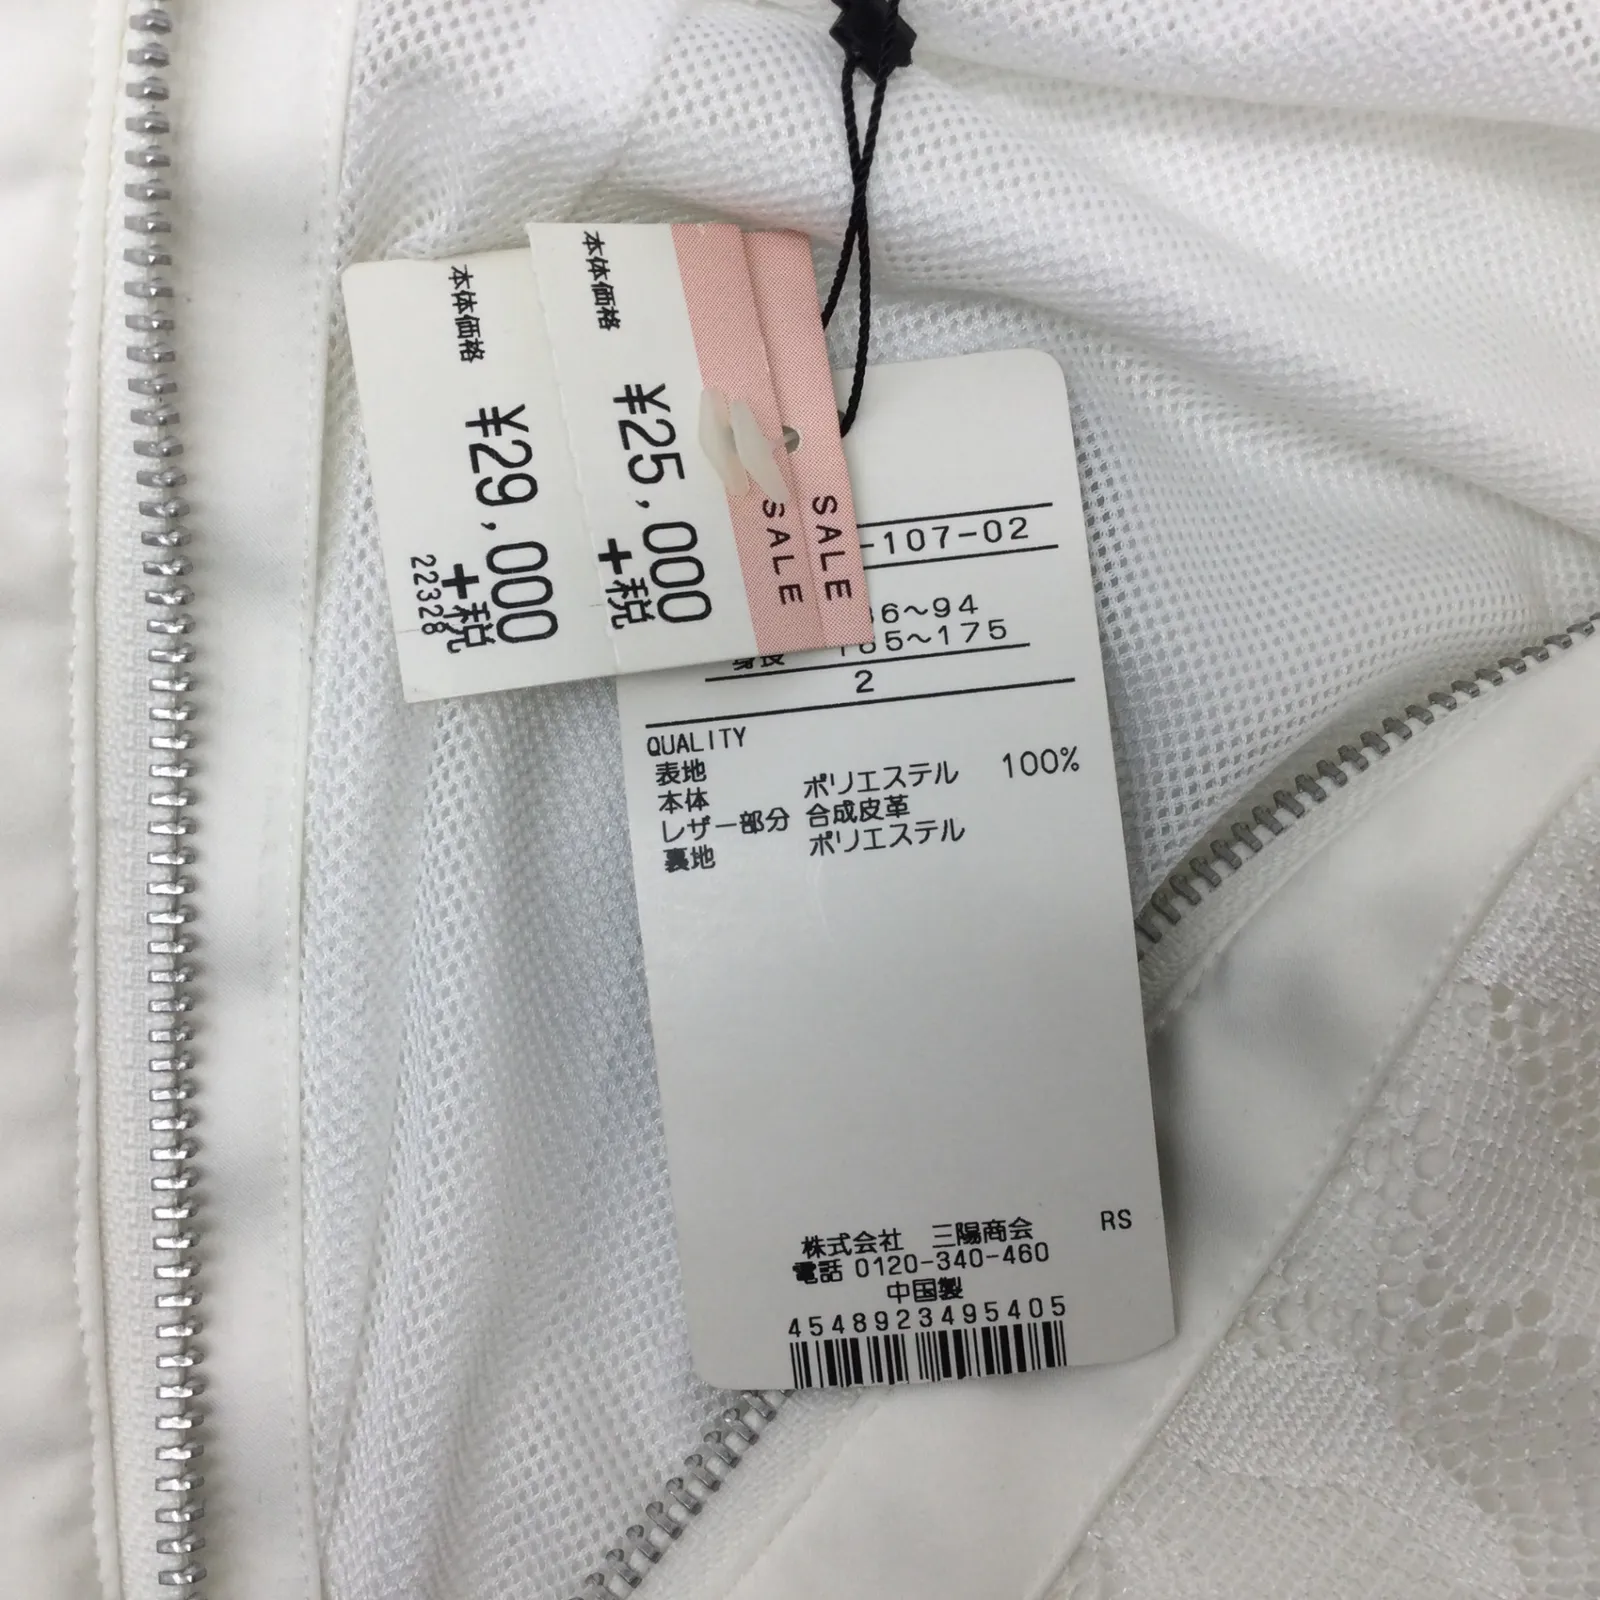 本体価格 ¥29,000
+税
22328
本体価格 ¥25,000
+税
SALE
SALE
-107-02
6～94
身長 165～175
2
QUALITY
表地
本体 ポリエステル 100%
レザー部分 合成皮革
裏地 ポリエステル
株式会社 三陽商会 RS
電話 0120-340-460
中国製
4548923495405